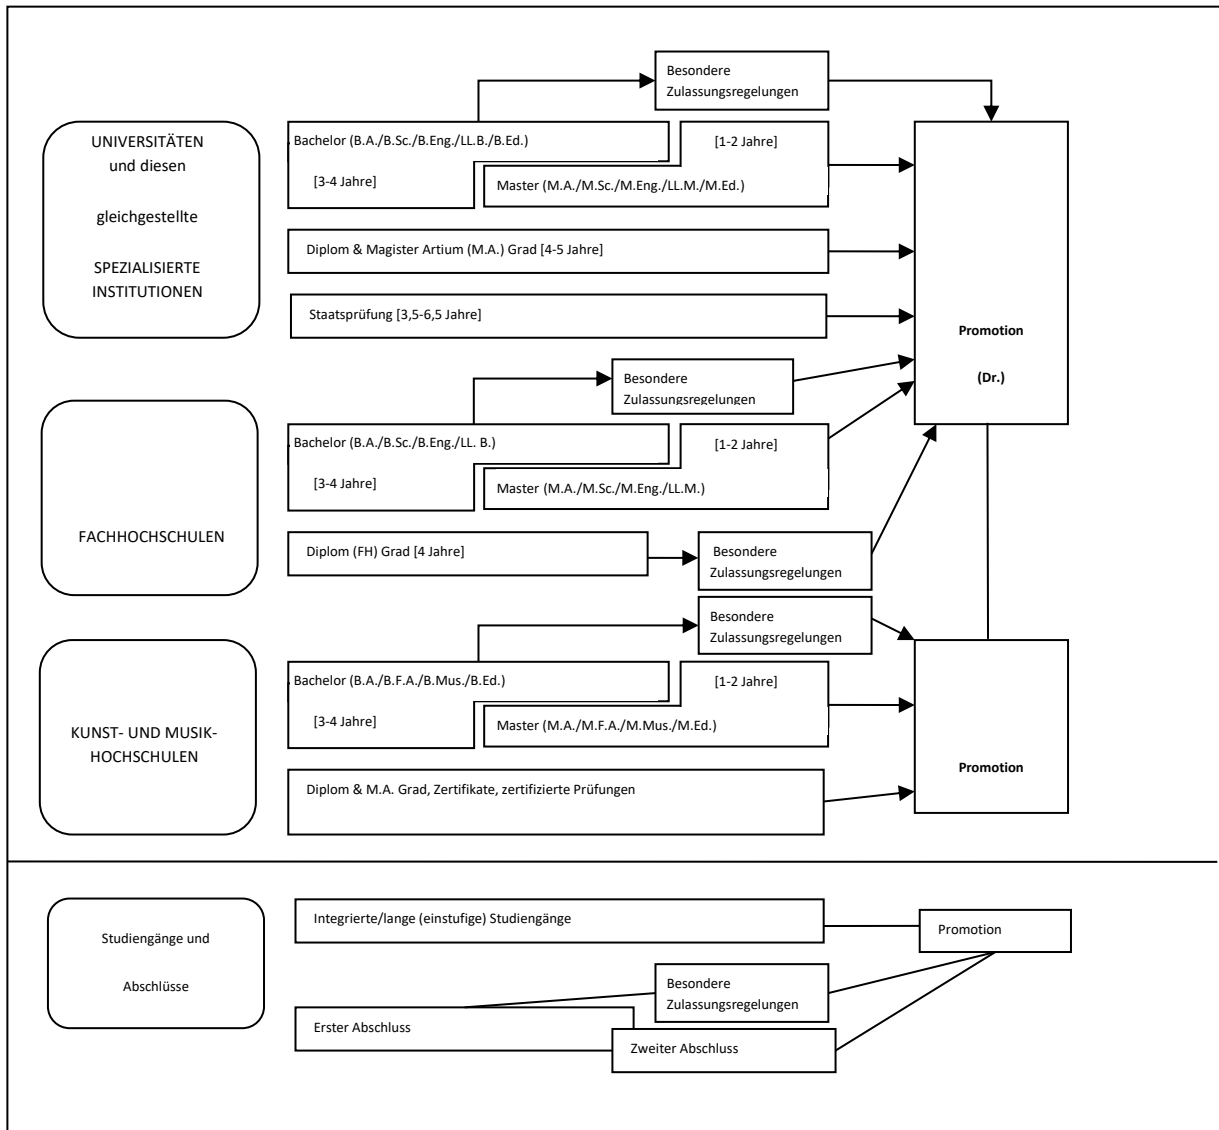 Besondere
Zulassungsregelungen
UNIVERSITÄTEN
und diesen
gleichgestellte
SPEZIALISIERTE
INSTITUTIONEN
Bachelor (B.A./B.Sc./B.Eng./LL.B./B.Ed.)
[3-4 Jahre]
[1-2 Jahre]
Master (M.A./M.Sc./M.Eng./LL.M./M.Ed.)
Diplom & Magister Artium (M.A.) Grad [4-5 Jahre]
Staatsprüfung [3,5-6,5 Jahre]
Promotion
(Dr.)
Besondere
Zulassungsregelungen
FACHHOCHSCHULEN
Bachelor (B.A./B.Sc./B.Eng./LL. B.)
[3-4 Jahre]
[1-2 Jahre]
Master (M.A./M.Sc./M.Eng./LL.M.)
Diplom (FH) Grad [4 Jahre]
Besondere
Zulassungsregelungen
Besondere
Zulassungsregelungen
KUNST- UND MUSIK-
HOCHSCHULEN
Bachelor (B.A./B.F.A./B.Mus./B.Ed.)
[3-4 Jahre]
[1-2 Jahre]
Master (M.A./M.F.A./M.Mus./M.Ed.)
Diplom & M.A. Grad, Zertifikate, zertifizierte Prüfungen
Promotion
Studiengänge und
Abschlüsse
Integrierte/lange (einstufige) Studiengänge
Promotion
Besondere
Zulassungsregelungen
Erster Abschluss
Zweiter Abschluss